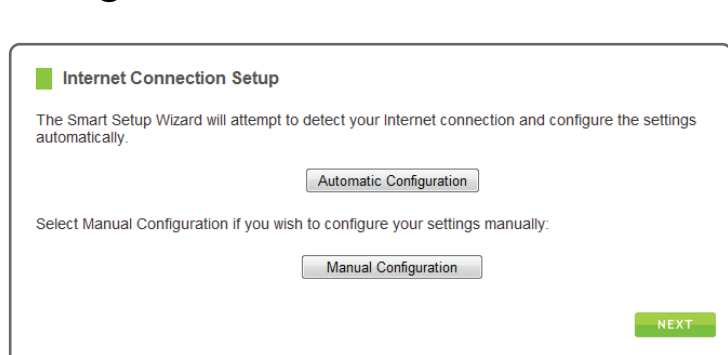 Internet Connection Setup
The Smart Setup Wizard will attempt to detect your Internet connection and configure the settings
automatically.
Automatic Configuration
Select Manual Configuration if you wish to configure your settings manually:
Manual Configuration
NEXT